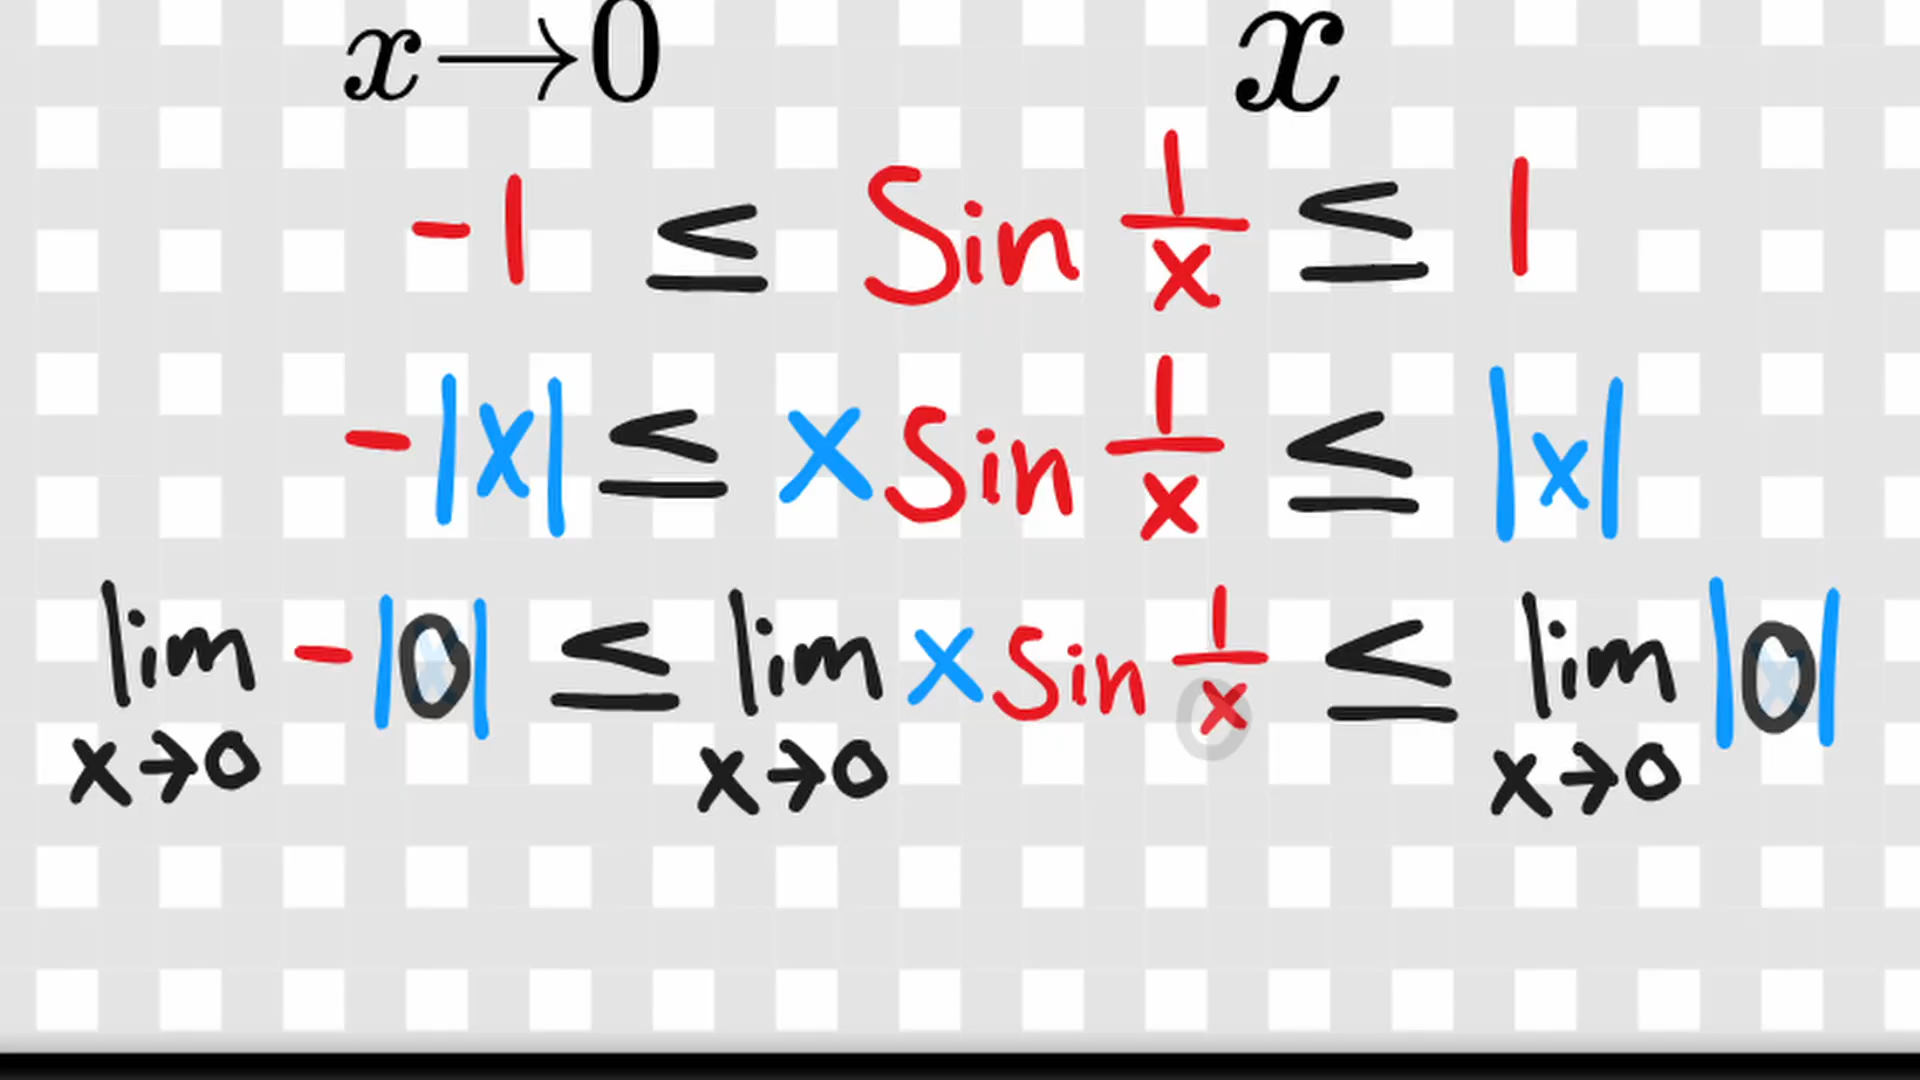 x→0 x
-1 ≤ Sin 1/x ≤ 1
-|x| ≤ x Sin 1/x ≤ |x|
lim x→0 -|0| ≤ lim x→0 x Sin 1/x ≤ lim x→0 |0|